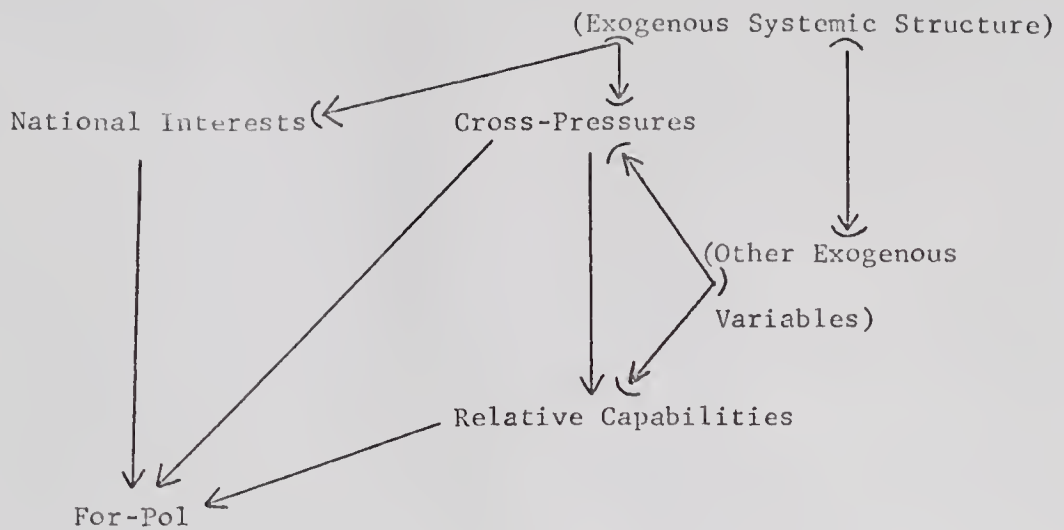 (Exogenous Systemic Structure)
National Interests
Cross-Pressures
(Other Exogenous
Variables)
Relative Capabilities
For-Pol